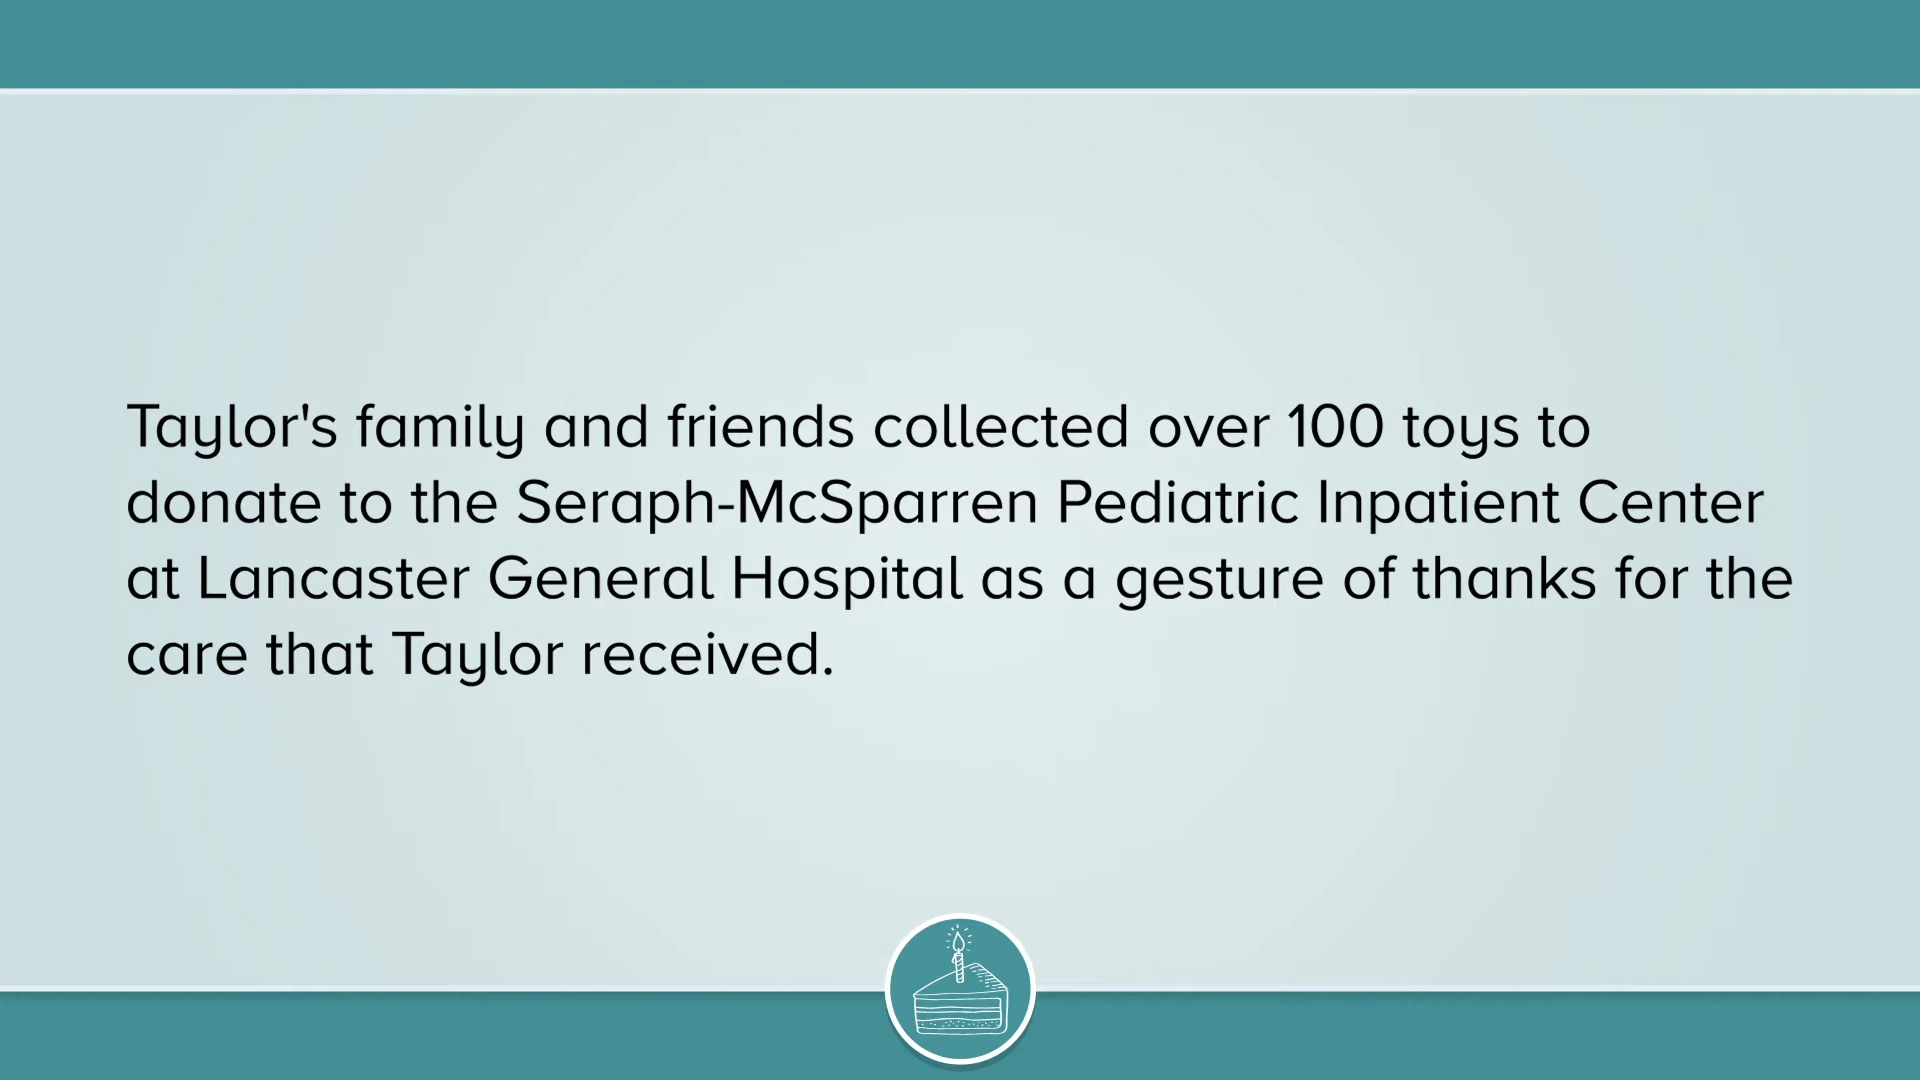 Taylor's family and friends collected over 100 toys to
donate to the Seraph-McSparren Pediatric Inpatient Center
at Lancaster General Hospital as a gesture of thanks for the
care that Taylor received.